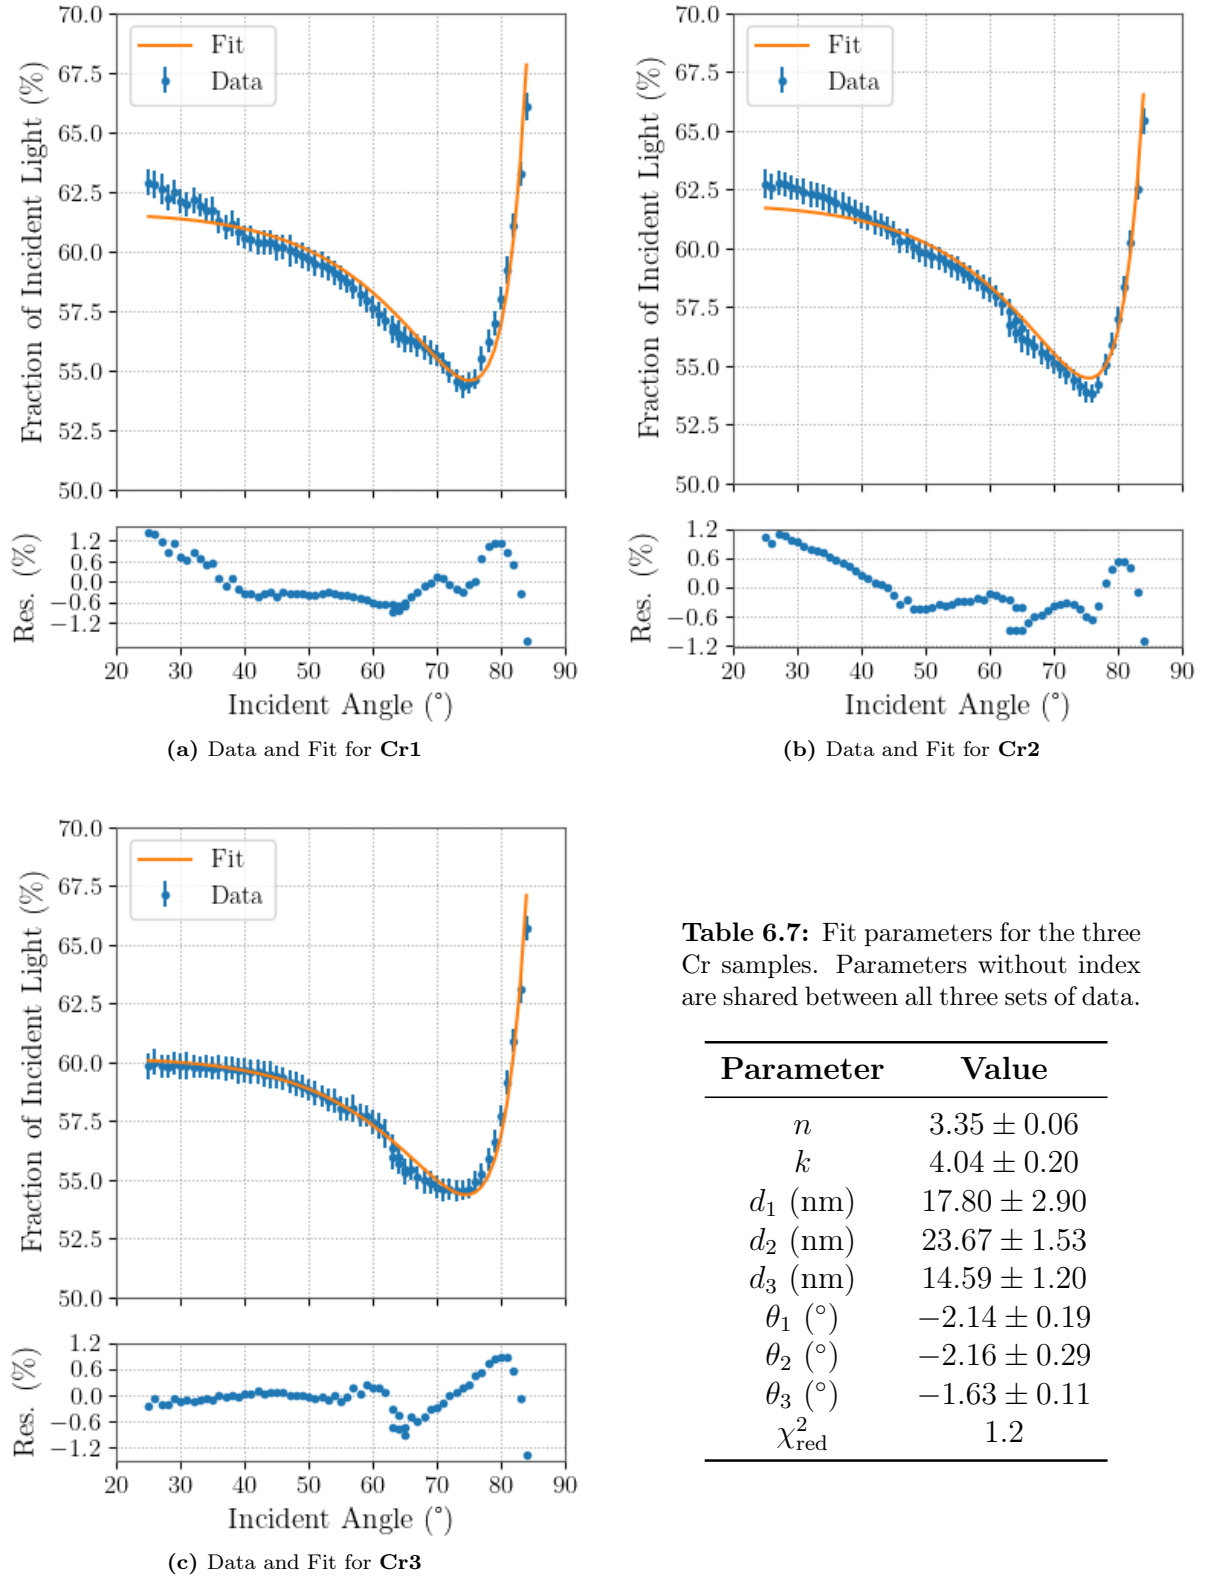 70.0
67.5
65.0
62.5
60.0
57.5
55.0
52.5
50.0
Fraction of Incident Light (%)
Fit
Data
1.2
0.6
0.0
−0.6
−1.2
Res. (%)
20 30 40 50 60 70 80 90
Incident Angle (°)
(a) Data and Fit for Cr1
70.0
67.5
65.0
62.5
60.0
57.5
55.0
52.5
50.0
Fraction of Incident Light (%)
Fit
Data
1.2
0.6
0.0
−0.6
−1.2
Res. (%)
20 30 40 50 60 70 80 90
Incident Angle (°)
(b) Data and Fit for Cr2
70.0
67.5
65.0
62.5
60.0
57.5
55.0
52.5
50.0
Fraction of Incident Light (%)
Fit
Data
1.2
0.6
0.0
−0.6
−1.2
Res. (%)
20 30 40 50 60 70 80 90
Incident Angle (°)
(c) Data and Fit for Cr3
Table 6.7: Fit parameters for the three
Cr samples. Parameters without index
are shared between all three sets of data.
Parameter Value
n 3.35 ± 0.06
k 4.04 ± 0.20
d₁ (nm) 17.80 ± 2.90
d₂ (nm) 23.67 ± 1.53
d₃ (nm) 14.59 ± 1.20
θ₁ (°) −2.14 ± 0.19
θ₂ (°) −2.16 ± 0.29
θ₃ (°) −1.63 ± 0.11
χ²red 1.2